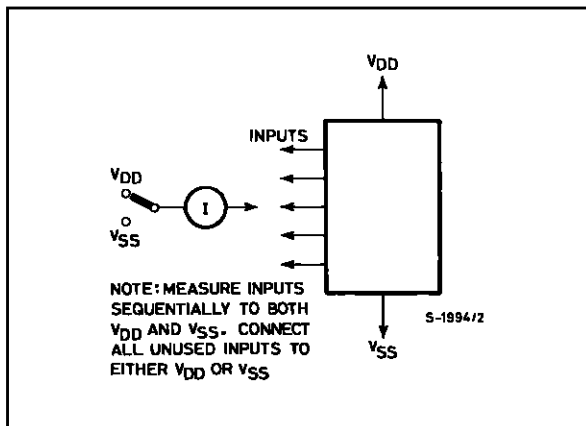 VDD
INPUTS
VDD
I
VSS
NOTE: MEASURE INPUTS
SEQUENTIALLY TO BOTH
VDD AND VSS. CONNECT
ALL UNUSED INPUTS TO
EITHER VDD OR VSS
S-1994/2
VSS